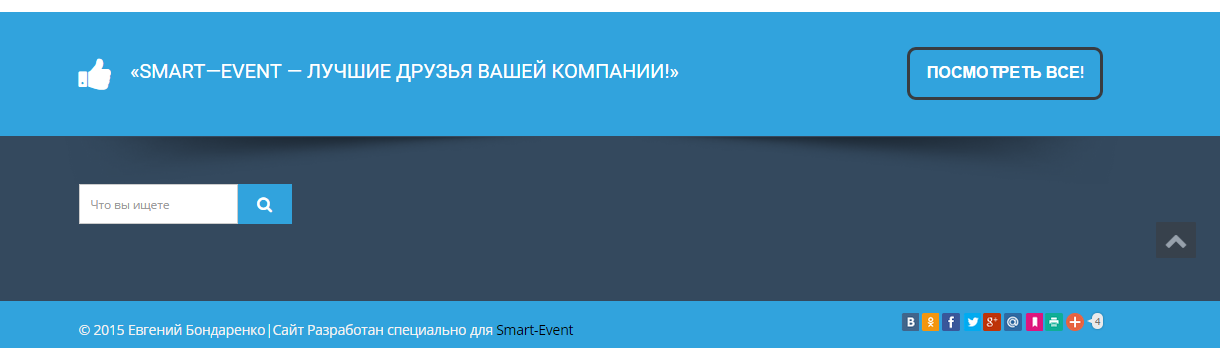 «SMART—EVENT — ЛУЧШИЕ ДРУЗЬЯ ВАШЕЙ КОМПАНИИ!»
ПОСМОТРЕТЬ ВСЕ!
Что вы ищете
© 2015 Евгений Бондаренко|Сайт Разработан специально для Smart-Event
4